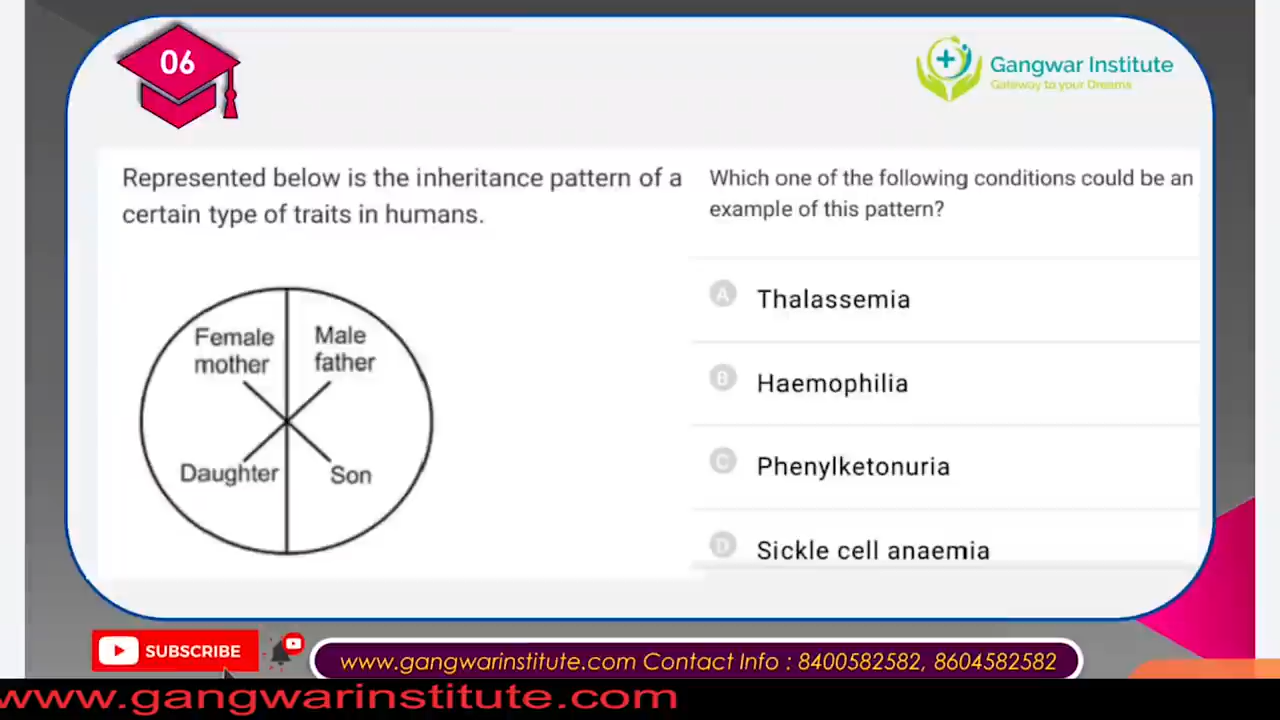 06
Gangwar Institute
Gateway to your Dreams
Represented below is the inheritance pattern of a
certain type of traits in humans.
Female
mother
Male
father
Daughter
Son
Which one of the following conditions could be an
example of this pattern?
A Thalassemia
B Haemophilia
C Phenylketonuria
D Sickle cell anaemia
SUBSCRIBE
www.gangwarinstitute.com Contact Info : 8400582582, 8604582582
www.gangwarinstitute.com